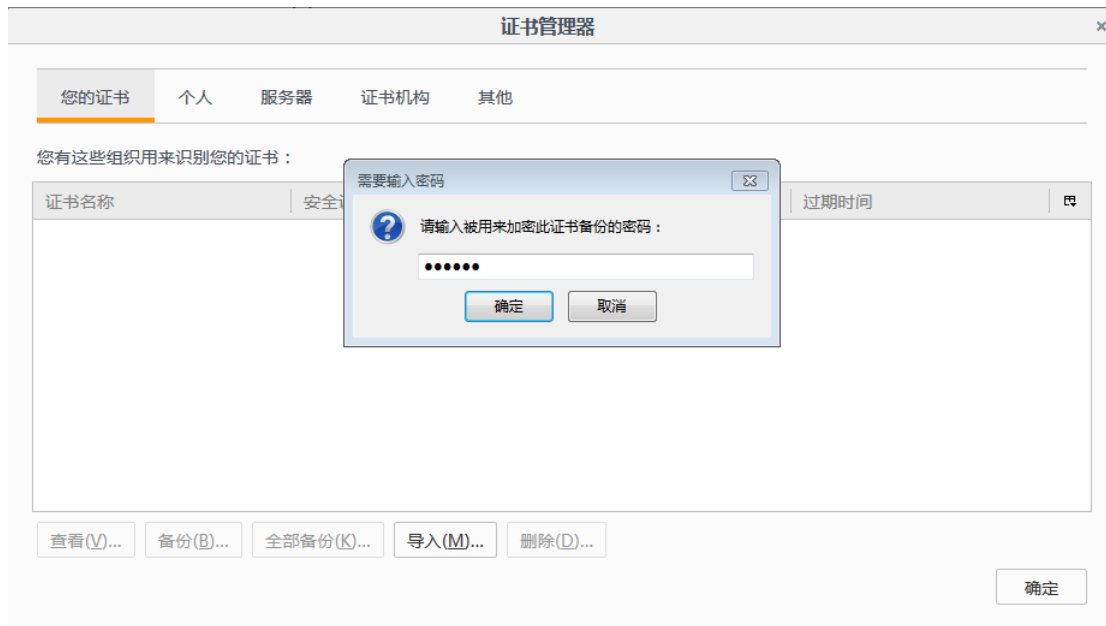 证书管理器
您的证书 个人 服务器 证书机构 其他
您有这些组织用来识别您的证书：
证书名称 安全 过期时间
需要输入密码
请输入被用来加密此证书备份的密码：
确定 取消
查看(V)... 备份(B)... 全部备份(K)... 导入(M)... 删除(D)...
确定